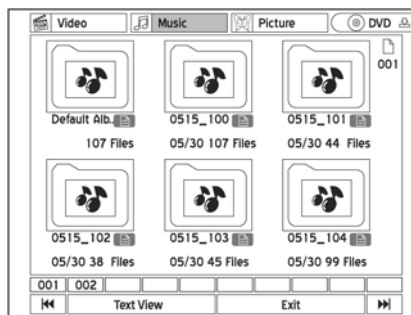 Video Music Picture DVD
001
Default Alb.. 0515_100 0515_101
107 Files 05/30 107 Files 05/30 44 Files
0515_102 0515_103 0515_104
05/30 38 Files 05/30 45 Files 05/30 99 Files
001 002
Text View Exit